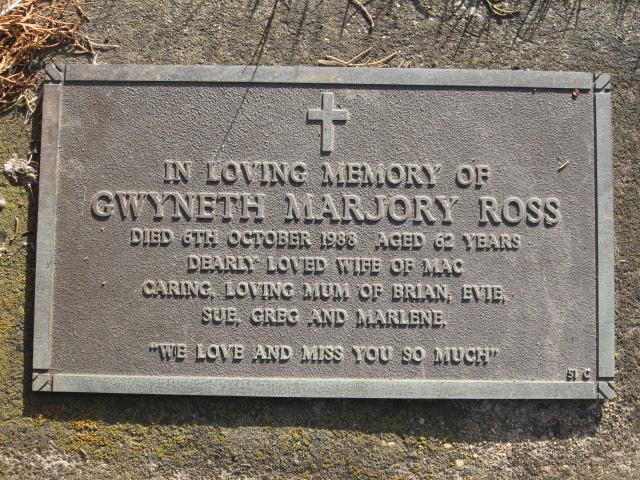 IN LOVING MEMORY OF
GWYNETH MARJORY ROSS
DIED 6TH OCTOBER 1988 AGED 62 YEARS
DEARLY LOVED WIFE OF MAC
CARING, LOVING MUM OF BRIAN, EVIE,
SUE, GREG AND MARLENE.
"WE LOVE AND MISS YOU SO MUCH"